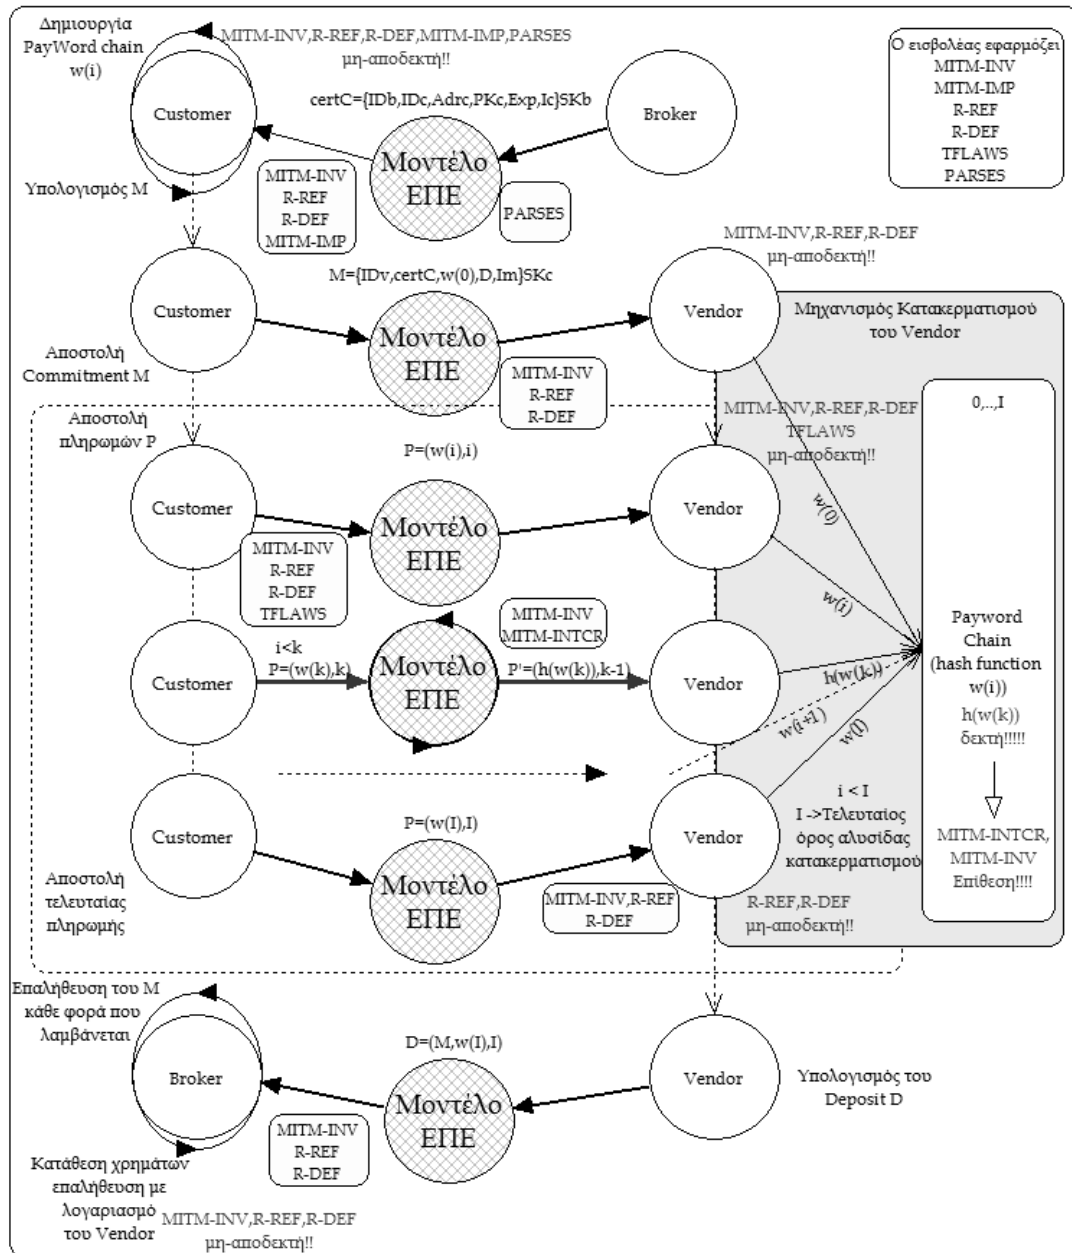 Δημιουργία
PayWord chain
w(i)
MITM-INV,R-REF,R-DEF,MITM-IMP,PARSES
μη-αποδεκτή!!
Ο εισβολέας εφαρμόζει
MITM-INV
MITM-IMP
R-REF
R-DEF
TFLAWS
PARSES
certC={IDb,IDc,Adrc,PKc,Exp,Ic}SKb
Customer
Broker
Μοντέλο
ΕΠΕ
Υπολογισμός M
MITM-INV
R-REF
R-DEF
MITM-IMP
PARSES
MITM-INV,R-REF,R-DEF
μη-αποδεκτή!!
M={IDv,certC,w(0),D,Im}SKc
Customer
Μοντέλο
ΕΠΕ
Vendor
Μηχανισμός Κατακερματισμού
του Vendor
Αποστολή
Commitment M
MITM-INV
R-REF
R-DEF
0,..,I
Αποστολή
πληρωμών P
MITM-INV,R-REF,R-DEF
TFLAWS
μη-αποδεκτή!!
P=(w(i),i)
Customer
Μοντέλο
ΕΠΕ
Vendor
w(0)
MITM-INV
R-REF
R-DEF
TFLAWS
w(i)
MITM-INV
MITM-INTCR
i<k
P=(w(k),k)
P'=(h(w(k)),k-1)
Customer
Μοντέλο
ΕΠΕ
Vendor
h(w(k))
w(i+1)
w(I)
Payword
Chain
(hash function
w(i))
h(w(k))
δεκτή!!!!!
MITM-INTCR,
MITM-INV
Επίθεση!!!!
i < I
I ->Τελευταίος
όρος αλυσίδας
κατακερματισμού
P=(w(I),I)
Customer
Μοντέλο
ΕΠΕ
Vendor
Αποστολή
τελευταίας
πληρωμής
MITM-INV,R-REF
R-DEF
R-REF,R-DEF
μη-αποδεκτή!!
Επαλήθευση του M
κάθε φορά που
λαμβάνεται
D=(M,w(I),I)
Broker
Μοντέλο
ΕΠΕ
Vendor
Υπολογισμός του
Deposit D
MITM-INV
R-REF
R-DEF
Κατάθεση χρημάτων
επαλήθευση με
λογαριασμό
του Vendor
MITM-INV,R-REF,R-DEF
μη-αποδεκτή!!